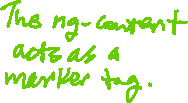 The ng-content
acts as a
marker tag.